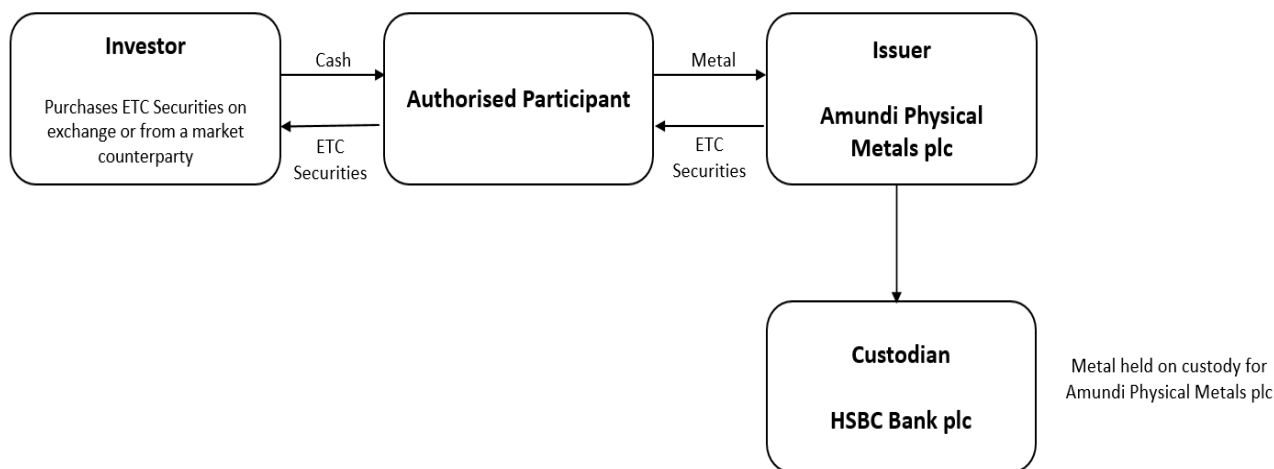 Investor
Purchases ETC Securities on
exchange or from a market
counterparty
Cash
ETC
Securities
Authorised Participant
Metal
ETC
Securities
Issuer
Amundi Physical
Metals plc
Custodian
HSBC Bank plc
Metal held on custody for
Amundi Physical Metals plc